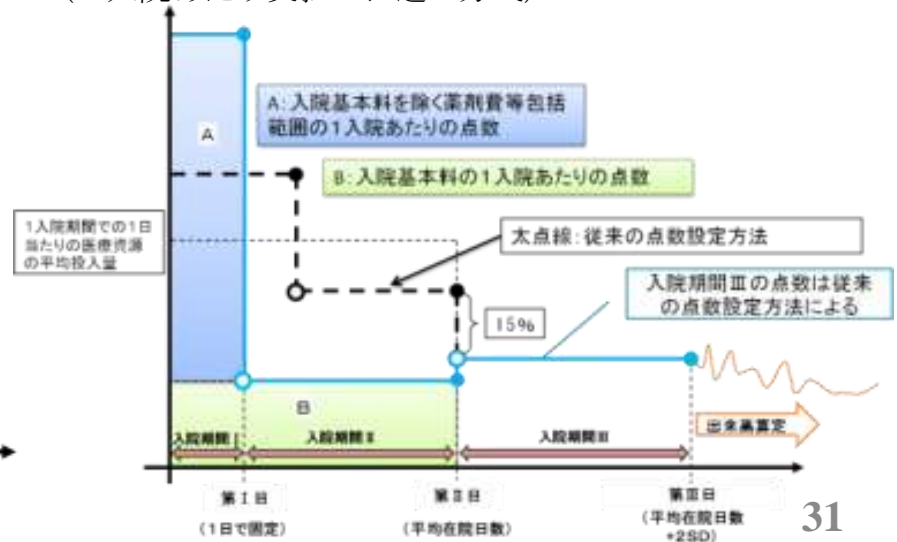 A
A:入院基本料を除く薬剤費等包括
範囲の1入院あたりの点数
B:入院基本料の1入院あたりの点数
1入院期間での1日
当たりの医療資源
の平均投入量
太点線:従来の点数設定方法
入院期間Ⅲの点数は従来
の点数設定方法による
15%
B
入院期間Ⅰ
入院期間Ⅱ
入院期間Ⅲ
出来高算定
第Ⅰ日
(1日で固定)
第Ⅱ日
(平均在院日数)
第Ⅲ日
(平均在院日数
+2SD)
31